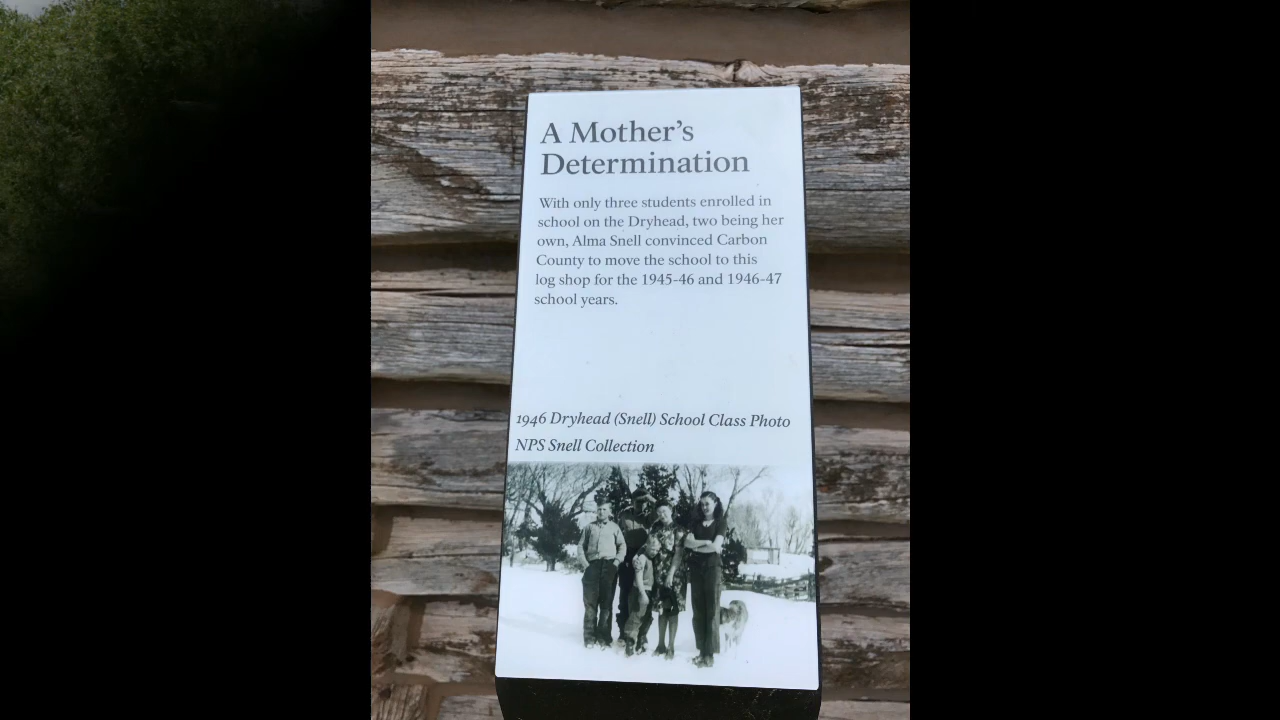 A Mother's
Determination
With only three students enrolled in
school on the Dryhead, two being her
own, Alma Snell convinced Carbon
County to move the school to this
log shop for the 1945-46 and 1946-47
school years.
1946 Dryhead (Snell) School Class Photo
NPS Snell Collection